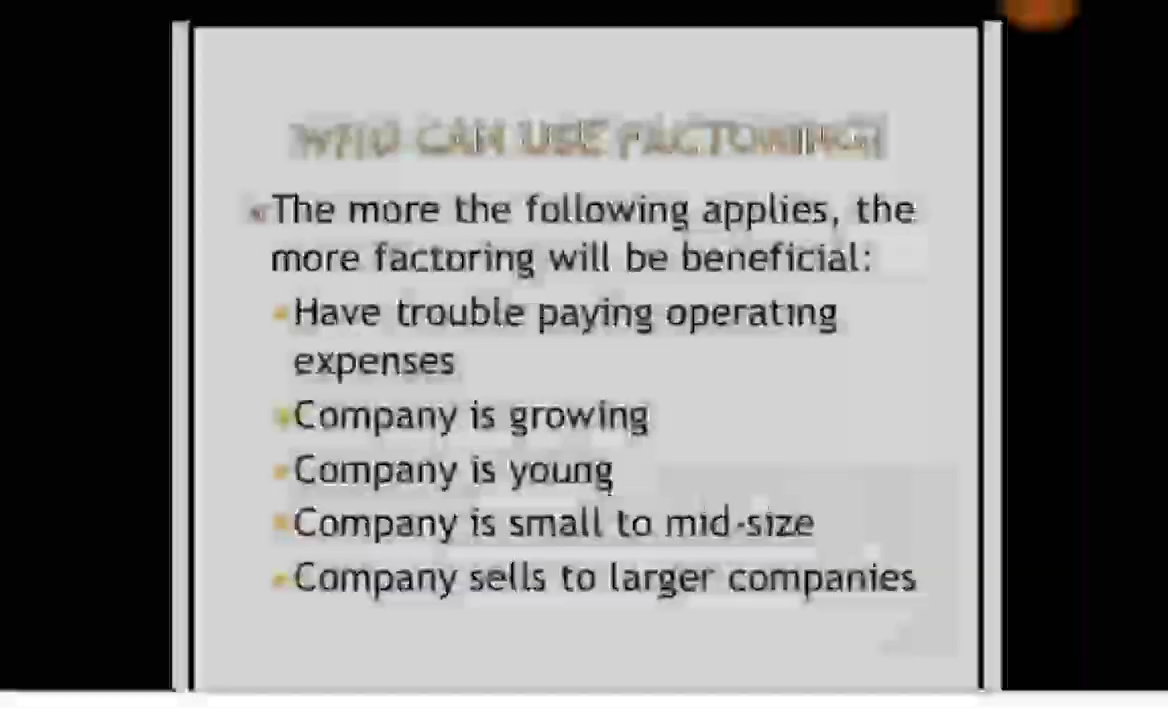 WHO CAN USE FACTORING?
The more the following applies, the
more factoring will be beneficial:
Have trouble paying operating
expenses
Company is growing
Company is young
Company is small to mid-size
Company sells to larger companies